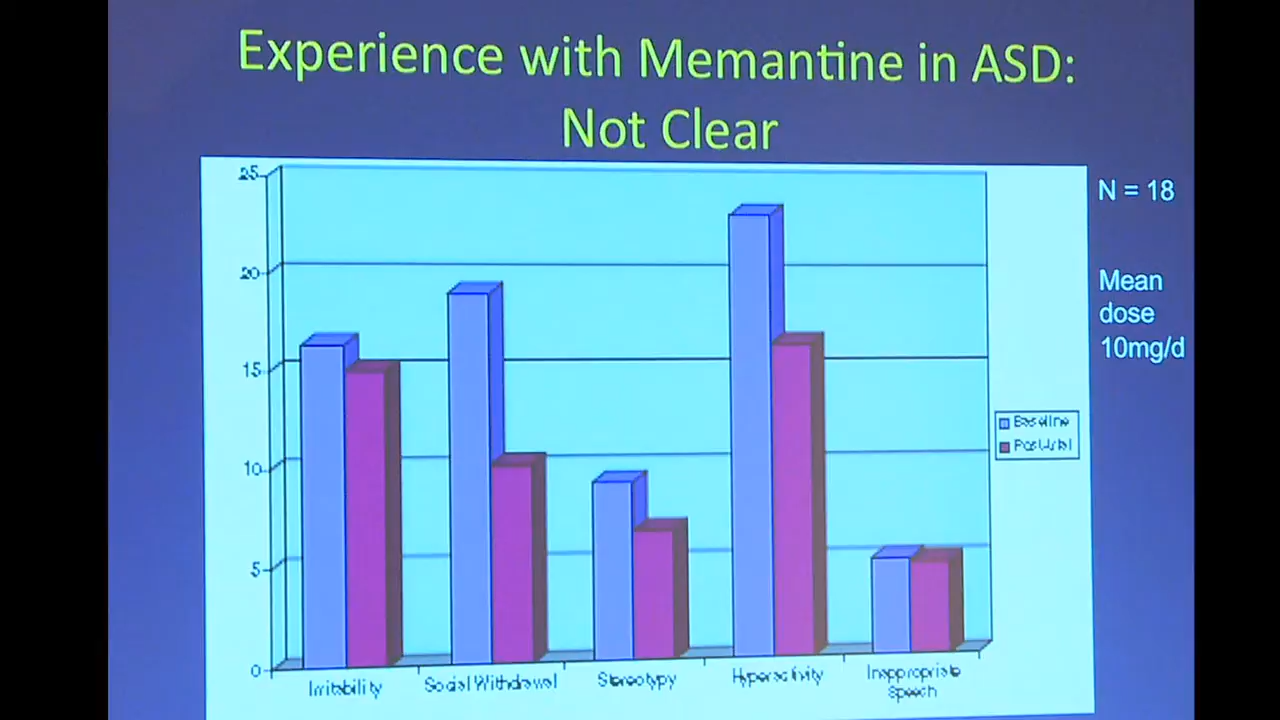 Experience with Memantine in ASD:
Not Clear
N = 18
Mean
dose
10mg/d
25
20
15
10
5
0
Baseline
Irritability
Social Withdrawal
Stereotypy
Hyperactivity
Inappropriate
Speech